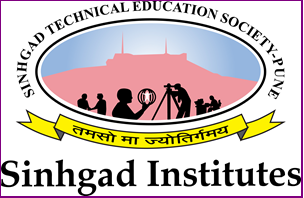 SINHGAD TECHNICAL EDUCATION SOCIETY-PUNE
तमसो मा ज्योतिर्गमय
Sinhgad Institutes